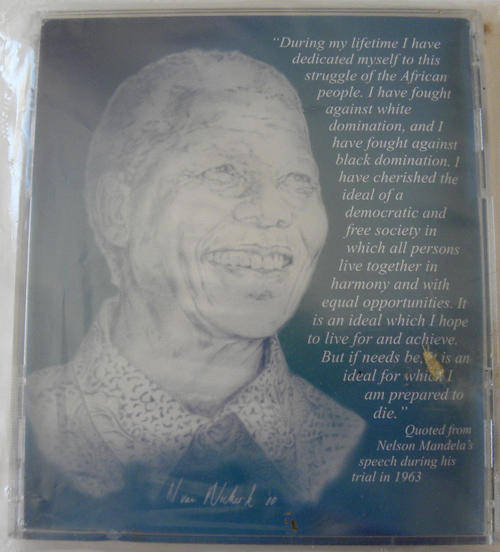 "During my lifetime I have
dedicated myself to this
struggle of the African
people. I have fought
against white
domination, and I
have fought against
black domination. I
have cherished the
ideal of a
democratic and
free society in
which all persons
live together in
harmony and with
equal opportunities. It
is an ideal which I hope
to live for and achieve.
But if needs be, it is an
ideal for which I
am prepared to
die."
Quoted from
Nelson Mandela's
speech during his
trial in 1963
N van Niekerk '10